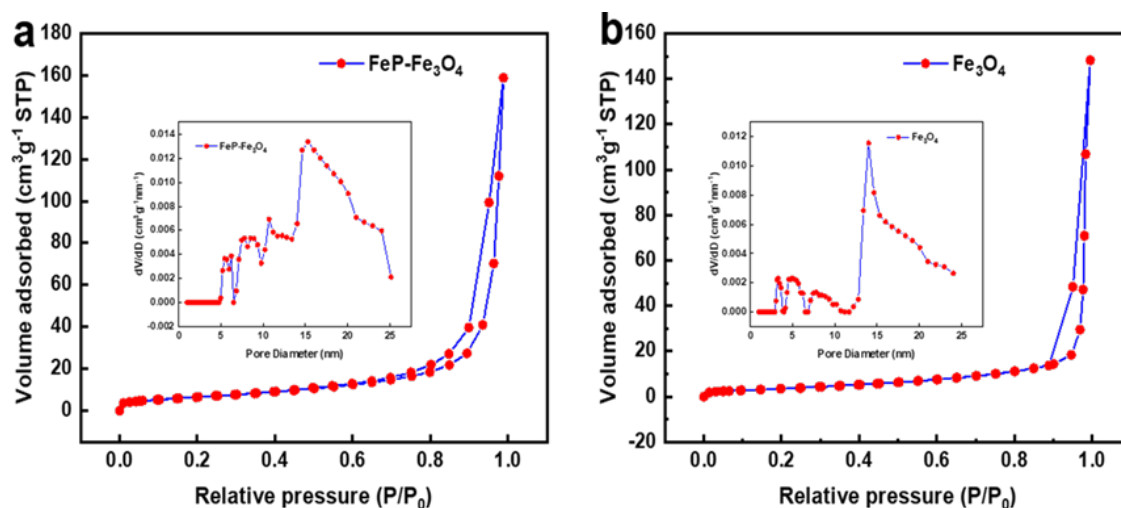 a
FeP-Fe₃O₄
Volume adsorbed (cm³g⁻¹ STP)
180
160
140
120
100
80
60
40
20
0
0.0 0.2 0.4 0.6 0.8 1.0
Relative pressure (P/P₀)
FeP-Fe₃O₄
dV/dD (cm³g⁻¹nm⁻¹)
0.014
0.012
0.010
0.008
0.006
0.004
0.002
0.000
-0.002
0 5 10 15 20 25
Pore Diameter (nm)
b
Fe₃O₄
Volume adsorbed (cm³g⁻¹ STP)
160
140
120
100
80
60
40
20
0
-20
0.0 0.2 0.4 0.6 0.8 1.0
Relative pressure (P/P₀)
Fe₃O₄
dV/dD (cm³g⁻¹nm⁻¹)
0.012
0.010
0.008
0.006
0.004
0.002
0.000
0 5 10 15 20 25
Pore Diameter (nm)